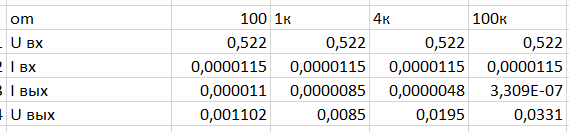 om 100 1к 4к 100к
U вх 0,522 0,522 0,522 0,522
I вх 0,0000115 0,0000115 0,0000115 0,0000115
I вых 0,000011 0,0000085 0,0000048 3,309E-07
U вых 0,001102 0,0085 0,0195 0,0331